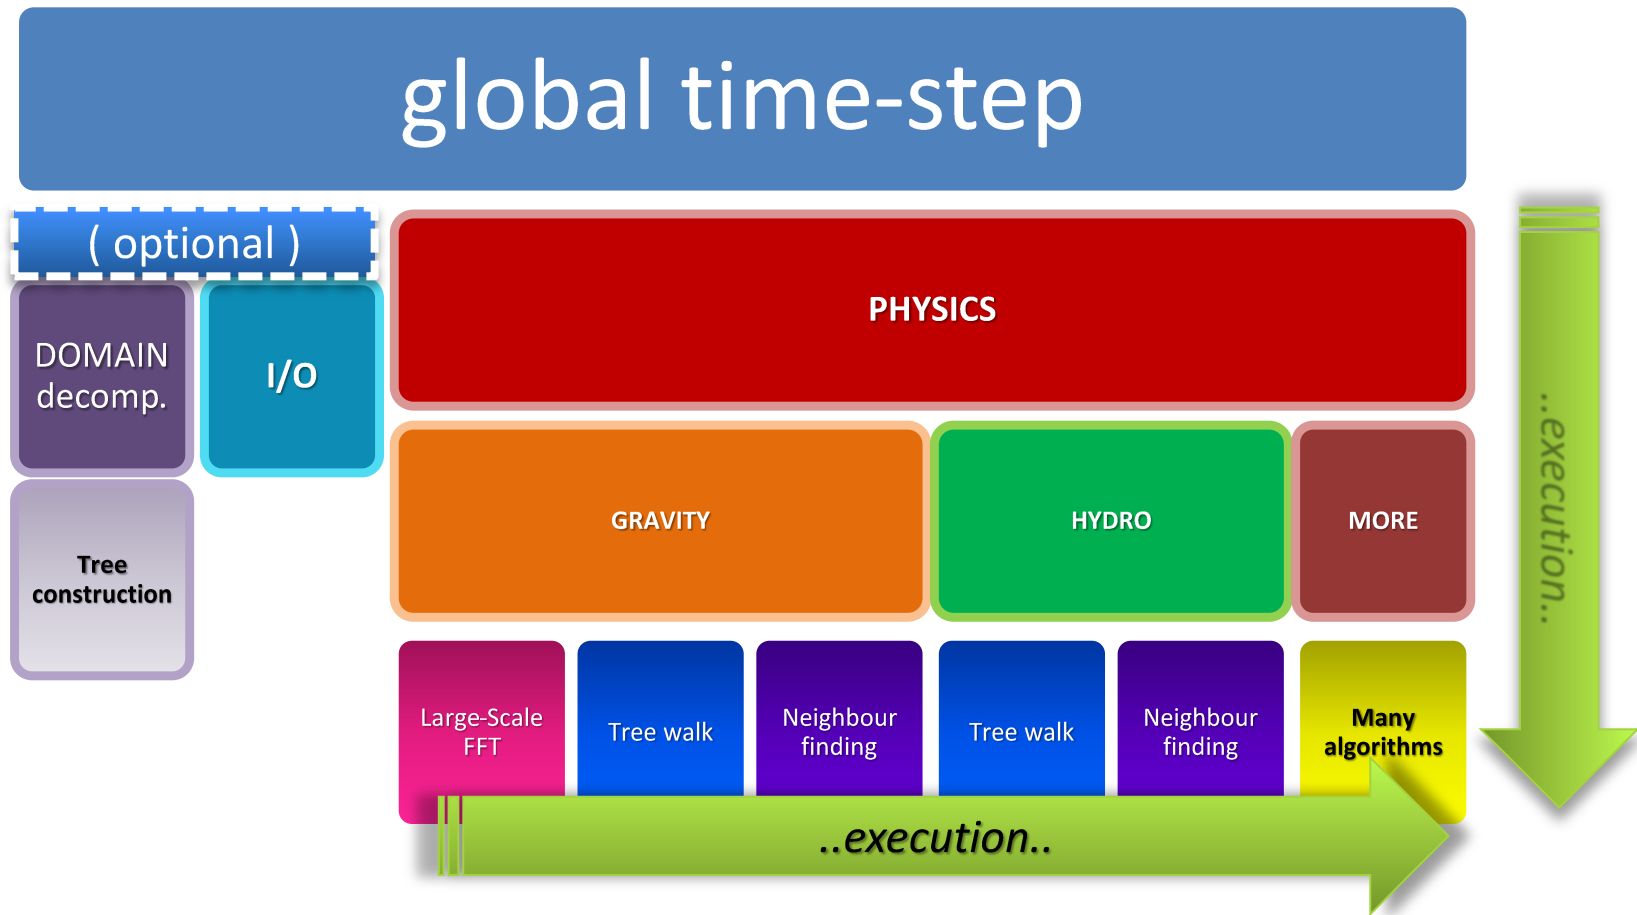 global time-step
( optional )
PHYSICS
DOMAIN
decomp.
I/O
GRAVITY
HYDRO
MORE
Tree
construction
Large-Scale
FFT
Tree walk
Neighbour
finding
Tree walk
Neighbour
finding
Many
algorithms
..execution..
..execution..